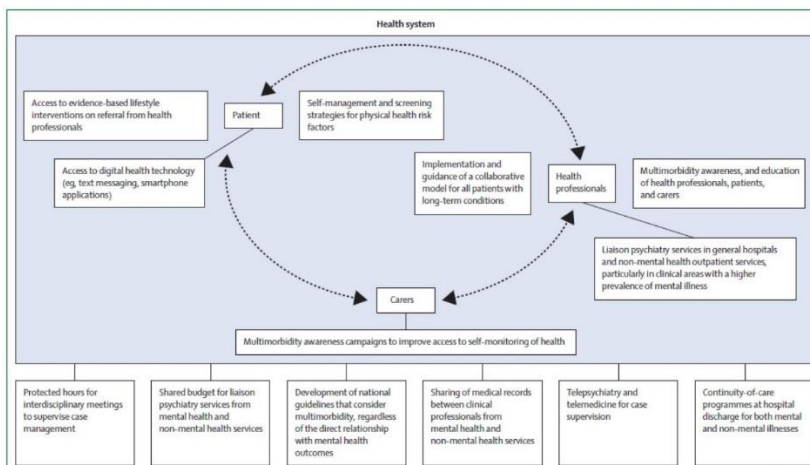 Health system
Access to evidence-based lifestyle
interventions on referral from health
professionals
Patient
Self-management and screening
strategies for physical health risk
factors
Access to digital health technology
(eg, text messaging, smartphone
applications)
Implementation and
guidance of a collaborative
model for all patients with
long-term conditions
Health
professionals
Multimorbidity awareness, and education
of health professionals, patients,
and carers
Liaison psychiatry services in general hospitals
and non-mental health outpatient services,
particularly in clinical areas with a higher
prevalence of mental illness
Carers
Multimorbidity awareness campaigns to improve access to self-monitoring of health
Protected hours for
interdisciplinary meetings
to supervise case
management
Shared budget for liaison
psychiatry services from
mental health and
non-mental health services
Development of national
guidelines that consider
multimorbidity, regardless
of the direct relationship
with mental health
outcomes
Sharing of medical records
between clinical
professionals from
mental health and
non-mental health services
Telepsychiatry and
telemedicine for case
supervision
Continuity-of-care
programmes at hospital
discharge for both mental
and non-mental illnesses